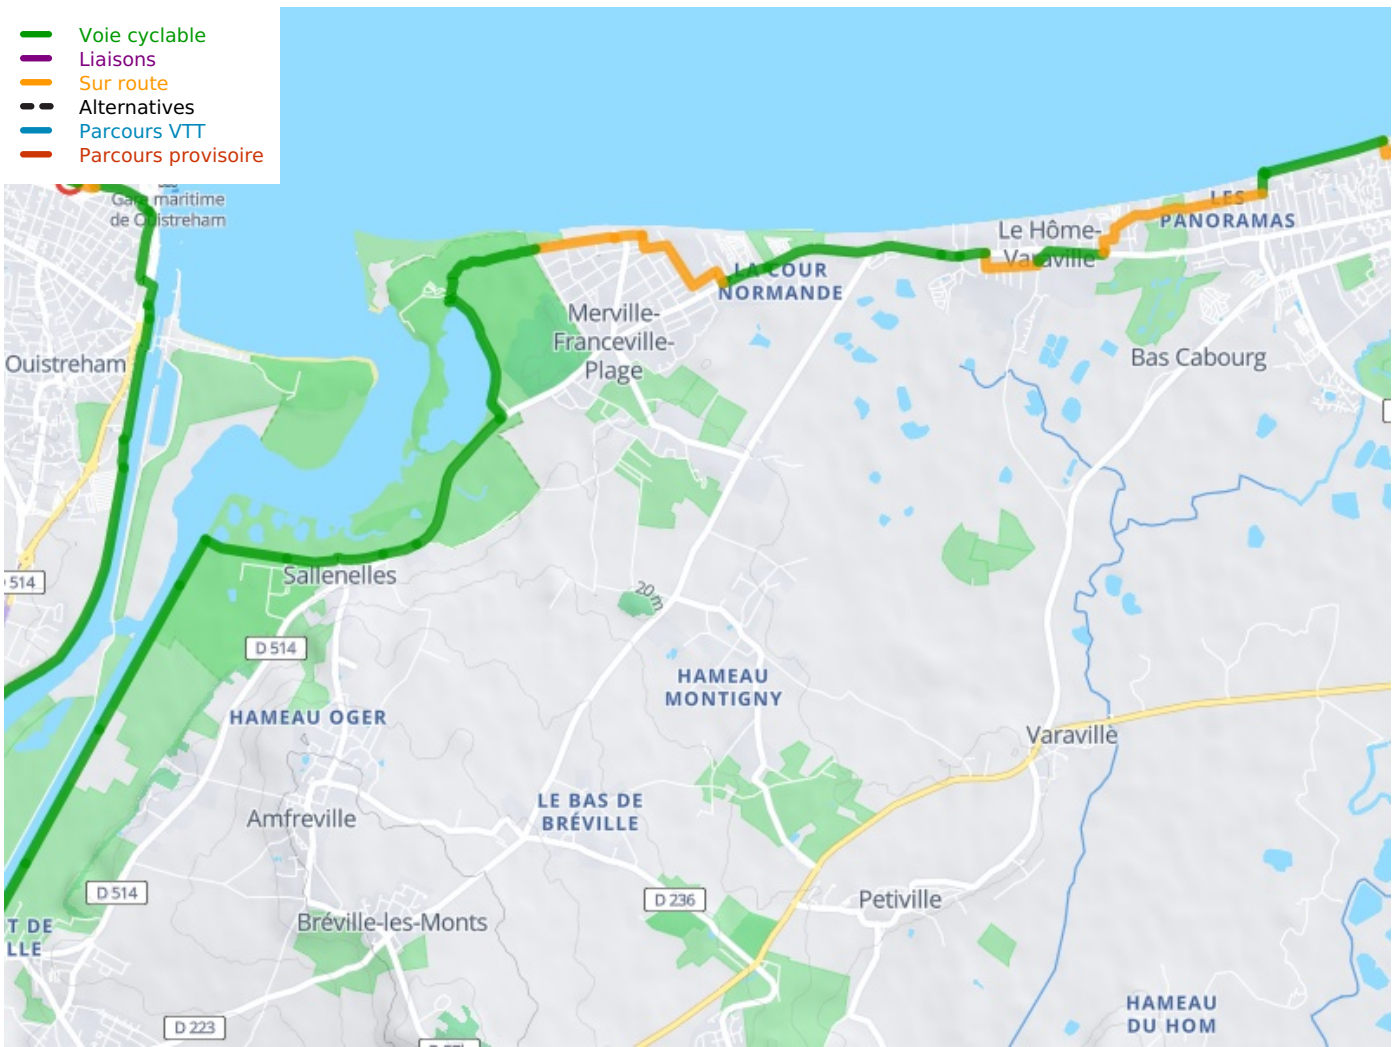 Voie cyclable
Liaisons
Sur route
Alternatives
Parcours VTT
Parcours provisoire
Gare maritime
de Ouistreham
LES
PANORAMAS
Le Hôme-
Varaville
LA COUR
NORMANDE
Merville-
Franceville-
Plage
Ouistreham
Bas Cabourg
514
Sallenelles
20 m
D 514
HAMEAU
MONTIGNY
HAMEAU OGER
Varaville
LE BAS DE
BRÉVILLE
Amfreville
D 514
D 236
Petiville
Bréville-les-Monts
T DE
LLE
HAMEAU
DU HOM
D 223